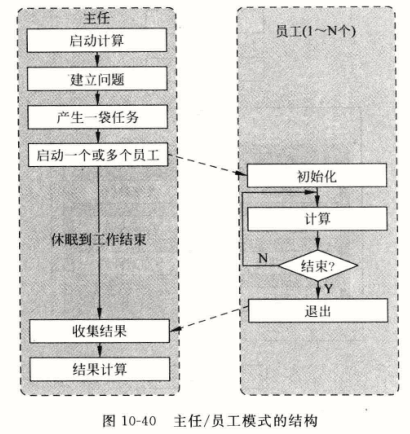 主任
启动计算
建立问题
产生一袋任务
启动一个或多个员工
休眠到工作结束
收集结果
结果计算
员工(1～N个)
初始化
计算
结束?
N
Y
退出
图 10-40 主任/员工模式的结构